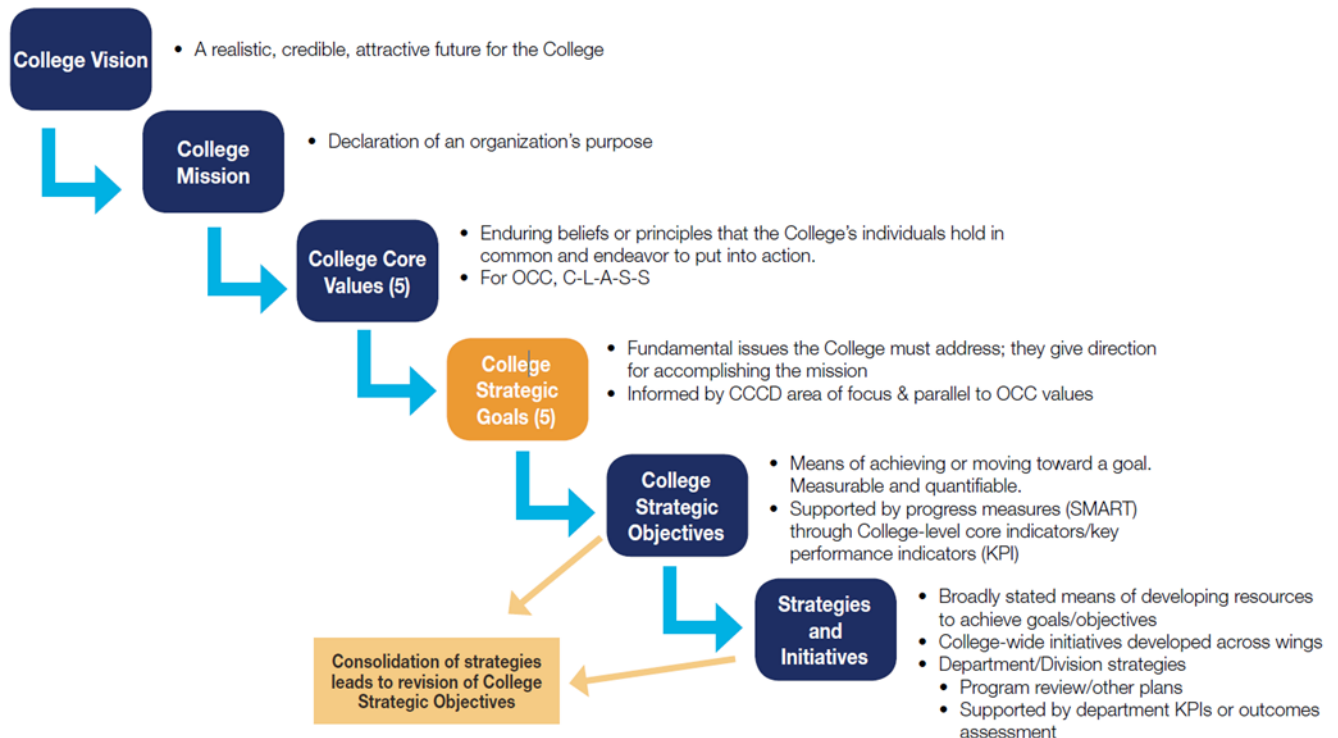 College Vision
• A realistic, credible, attractive future for the College
College
Mission
• Declaration of an organization's purpose
College Core
Values (5)
• Enduring beliefs or principles that the College's individuals hold in
common and endeavor to put into action.
• For OCC, C-L-A-S-S
College
Strategic
Goals (5)
• Fundamental issues the College must address; they give direction
for accomplishing the mission
• Informed by CCCD area of focus & parallel to OCC values
College
Strategic
Objectives
• Means of achieving or moving toward a goal.
Measurable and quantifiable.
• Supported by progress measures (SMART)
through College-level core indicators/key
performance indicators (KPI)
Strategies
and
Initiatives
• Broadly stated means of developing resources
to achieve goals/objectives
• College-wide initiatives developed across wings
• Department/Division strategies
• Program review/other plans
• Supported by department KPIs or outcomes
assessment
Consolidation of strategies
leads to revision of College
Strategic Objectives